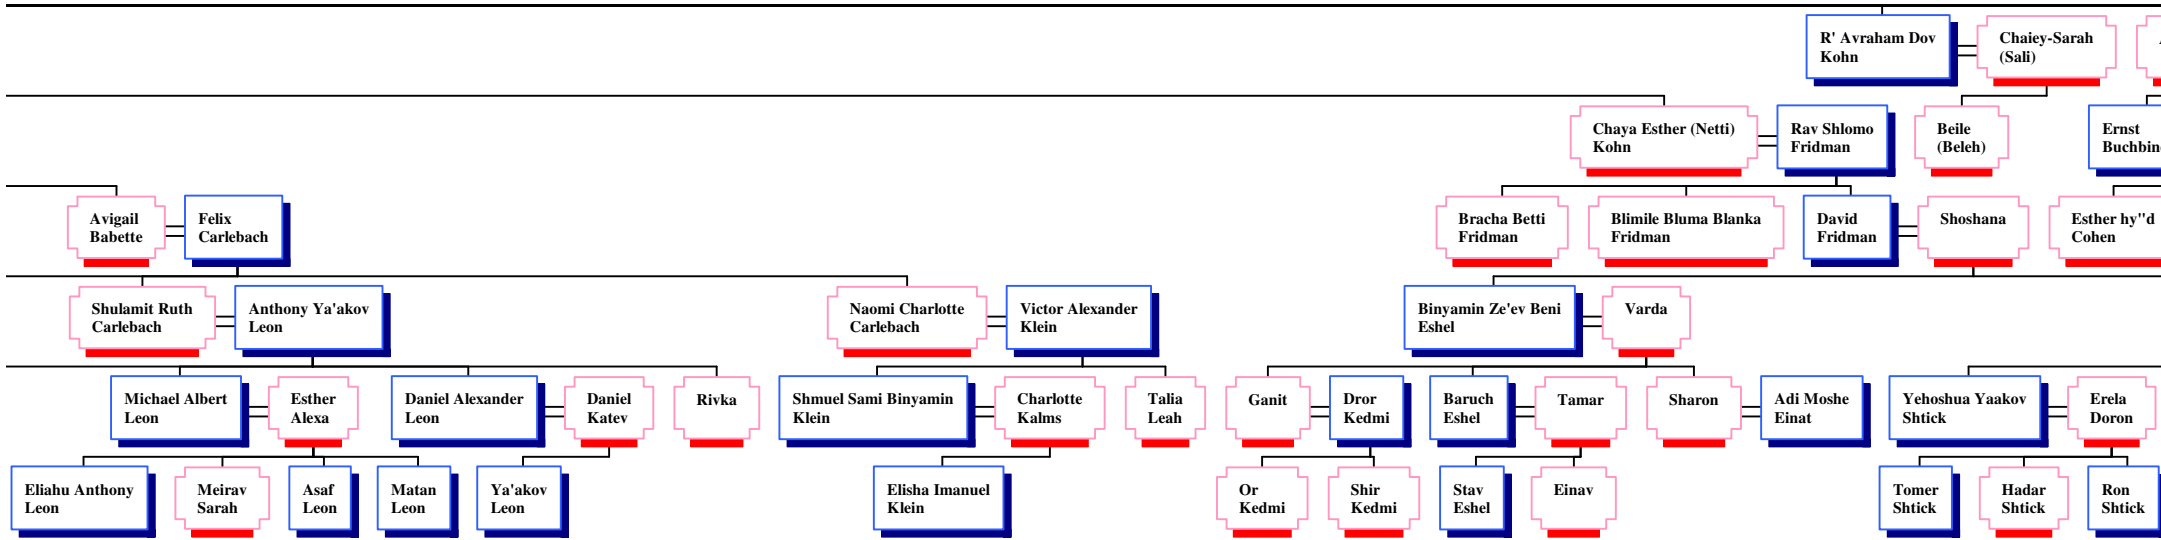 R' Avraham Dov
Kohn
Chaiey-Sarah
(Sali)
Chaya Esther (Netti)
Kohn
Rav Shlomo
Fridman
Beile
(Beleh)
Ernst
Avigail
Babette
Felix
Carlebach
Bracha Betti
Fridman
Blimile Bluma Blanka
Fridman
David
Fridman
Shoshana
Esther hy"d
Cohen
Shulamit Ruth
Carlebach
Anthony Ya'akov
Leon
Naomi Charlotte
Carlebach
Victor Alexander
Klein
Binyamin Ze'ev Beni
Eshel
Varda
Michael Albert
Leon
Esther
Alexa
Daniel Alexander
Leon
Daniel
Katev
Rivka
Shmuel Sami Binyamin
Klein
Charlotte
Kalms
Talia
Leah
Ganit
Dror
Kedmi
Baruch
Eshel
Tamar
Sharon
Adi Moshe
Einat
Yehoshua Yaakov
Shtick
Erela
Doron
Eliahu Anthony
Leon
Meirav
Sarah
Asaf
Leon
Matan
Leon
Ya'akov
Leon
Elisha Imanuel
Klein
Or
Kedmi
Shir
Kedmi
Stav
Eshel
Einav
Tomer
Shtick
Hadar
Shtick
Ron
Shtick